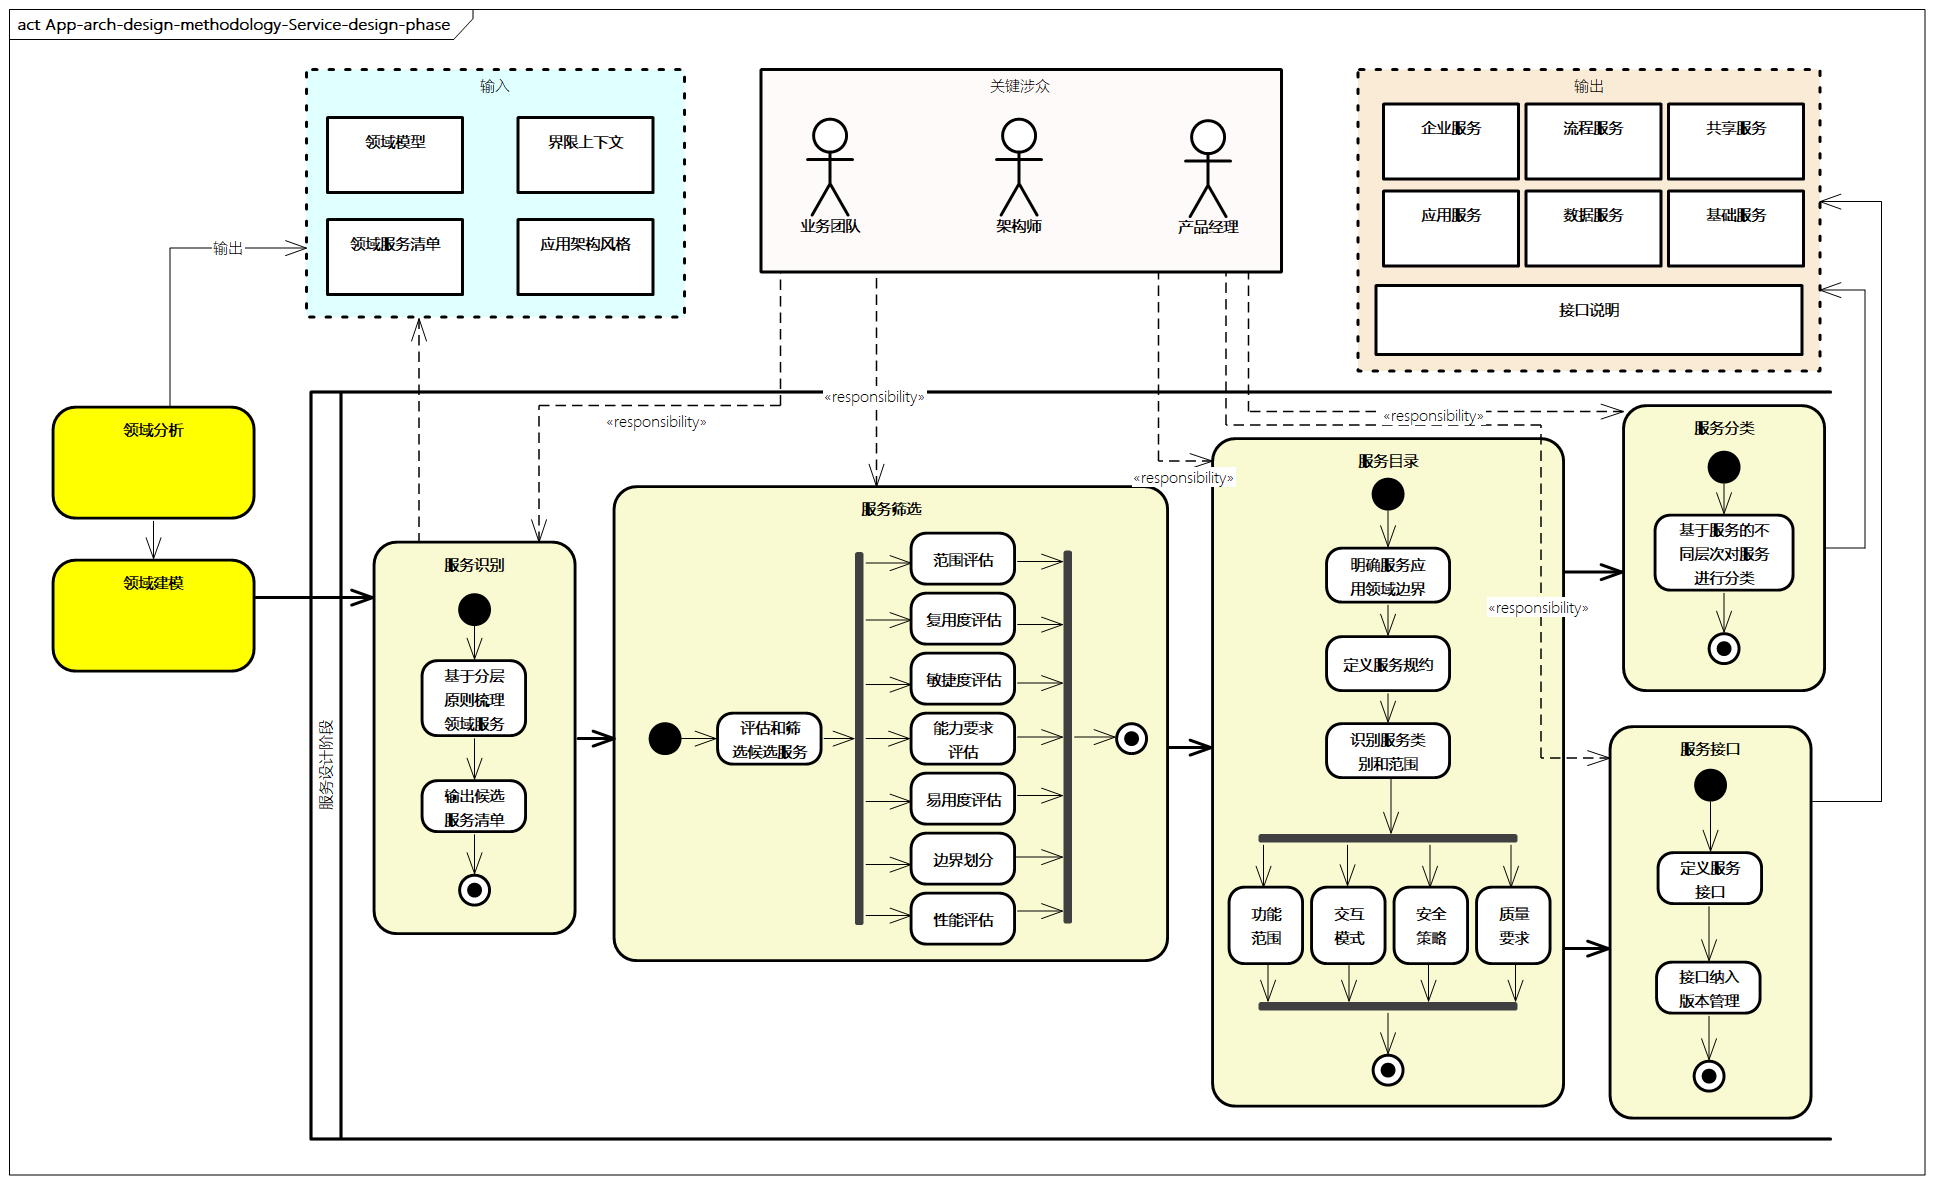 act App-arch-design-methodology-Service-design-phase
输入
领域模型
界限上下文
领域服务清单
应用架构风格
关键涉众
业务团队
架构师
产品经理
输出
企业服务
流程服务
共享服务
应用服务
数据服务
基础服务
接口说明
输出
«responsibility»
«responsibility»
«responsibility»
«responsibility»
«responsibility»
领域分析
领域建模
服务设计阶段
服务识别
基于分层
原则梳理
领域服务
输出候选
服务清单
服务筛选
评估和筛
选候选服务
范围评估
复用度评估
敏捷度评估
能力要求
评估
易用度评估
边界划分
性能评估
服务目录
明确服务应
用领域边界
定义服务规约
识别服务类
别和范围
功能
范围
交互
模式
安全
策略
质量
要求
服务分类
基于服务的不
同层次对服务
进行分类
服务接口
定义服务
接口
接口纳入
版本管理